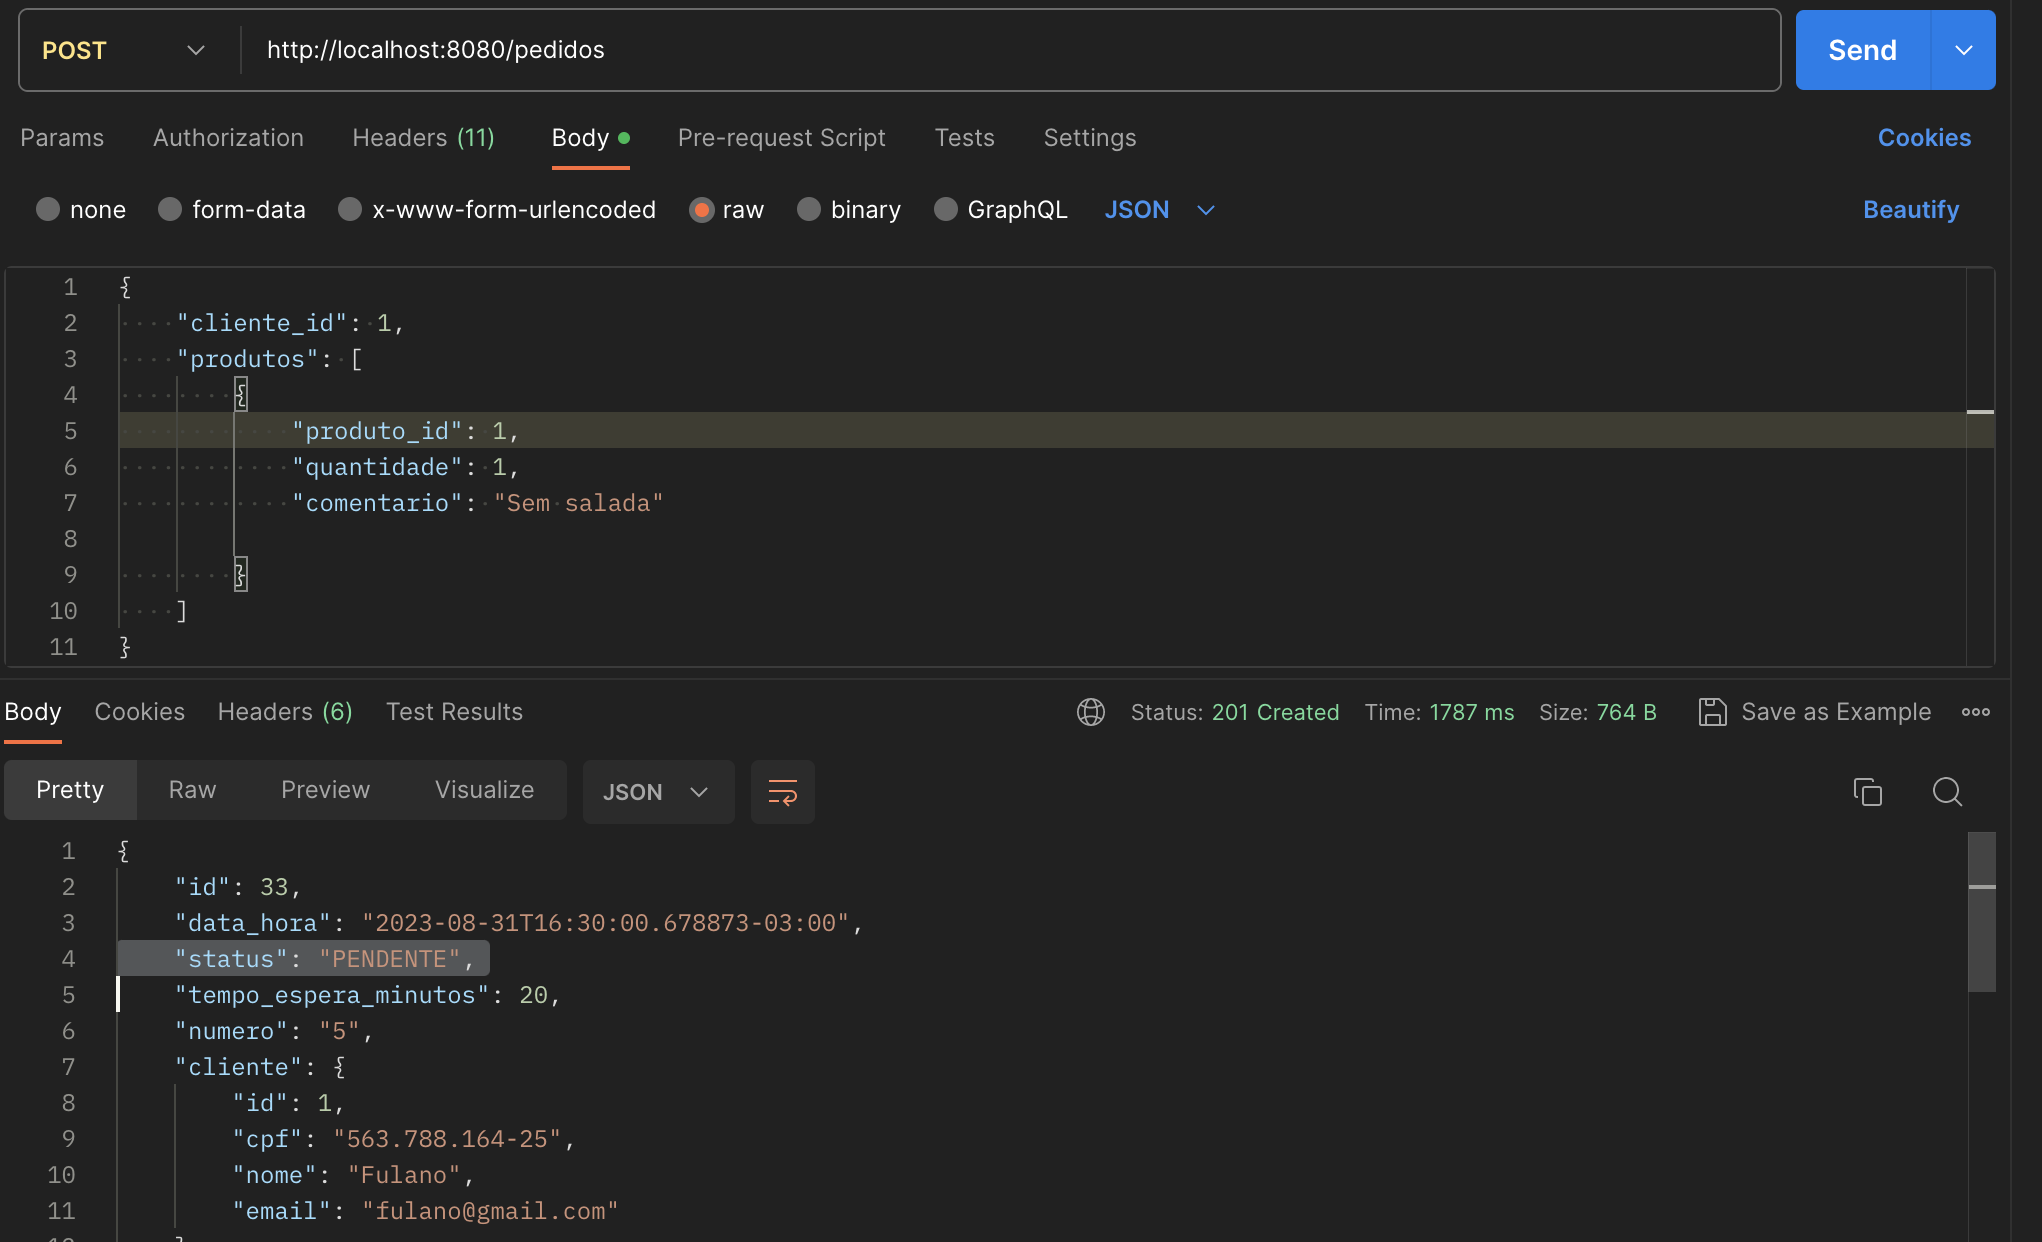 POST http://localhost:8080/pedidos Send
Params Authorization Headers (11) Body Pre-request Script Tests Settings Cookies
none form-data x-www-form-urlencoded raw binary GraphQL JSON Beautify
1 {
2 "cliente_id": 1,
3 "produtos": [
4 {
5 "produto_id": 1,
6 "quantidade": 1,
7 "comentario": "Sem salada"
8
9 }
10 ]
11 }
Body Cookies Headers (6) Test Results Status: 201 Created Time: 1787 ms Size: 764 B Save as Example
Pretty Raw Preview Visualize JSON
1 {
2 "id": 33,
3 "data_hora": "2023-08-31T16:30:00.678873-03:00",
4 "status": "PENDENTE",
5 "tempo_espera_minutos": 20,
6 "numero": "5",
7 "cliente": {
8 "id": 1,
9 "cpf": "563.788.164-25",
10 "nome": "Fulano",
11 "email": "fulano@gmail.com"